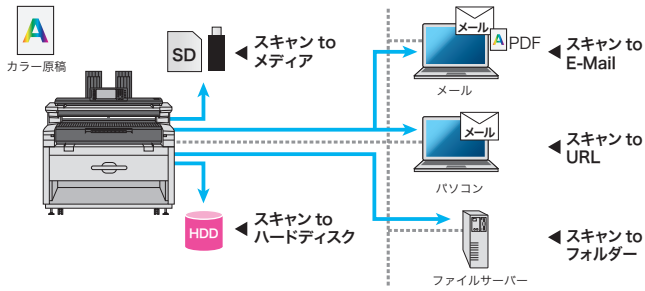 A
カラー原稿
SD
◀ スキャン to
メディア
メール
A PDF
メール
◀ スキャン to
E-Mail
メール
パソコン
◀ スキャン to
URL
HDD
◀ スキャン to
ハードディスク
ファイルサーバー
◀ スキャン to
フォルダー